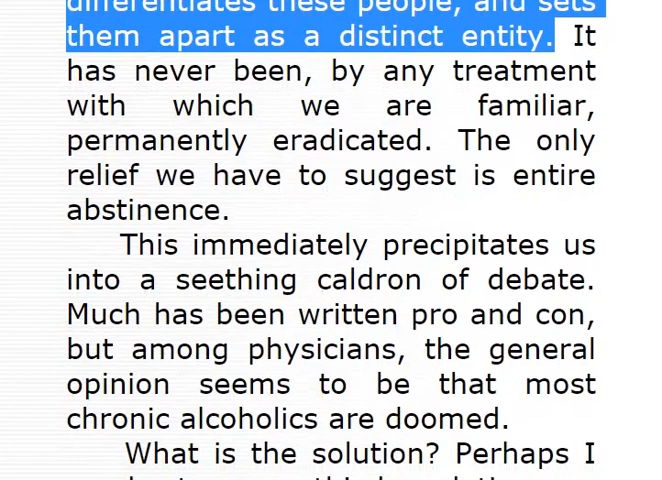 differentiates these people, and sets
them apart as a distinct entity. It
has never been, by any treatment
with which we are familiar,
permanently eradicated. The only
relief we have to suggest is entire
abstinence.
This immediately precipitates us
into a seething caldron of debate.
Much has been written pro and con,
but among physicians, the general
opinion seems to be that most
chronic alcoholics are doomed.
What is the solution? Perhaps I